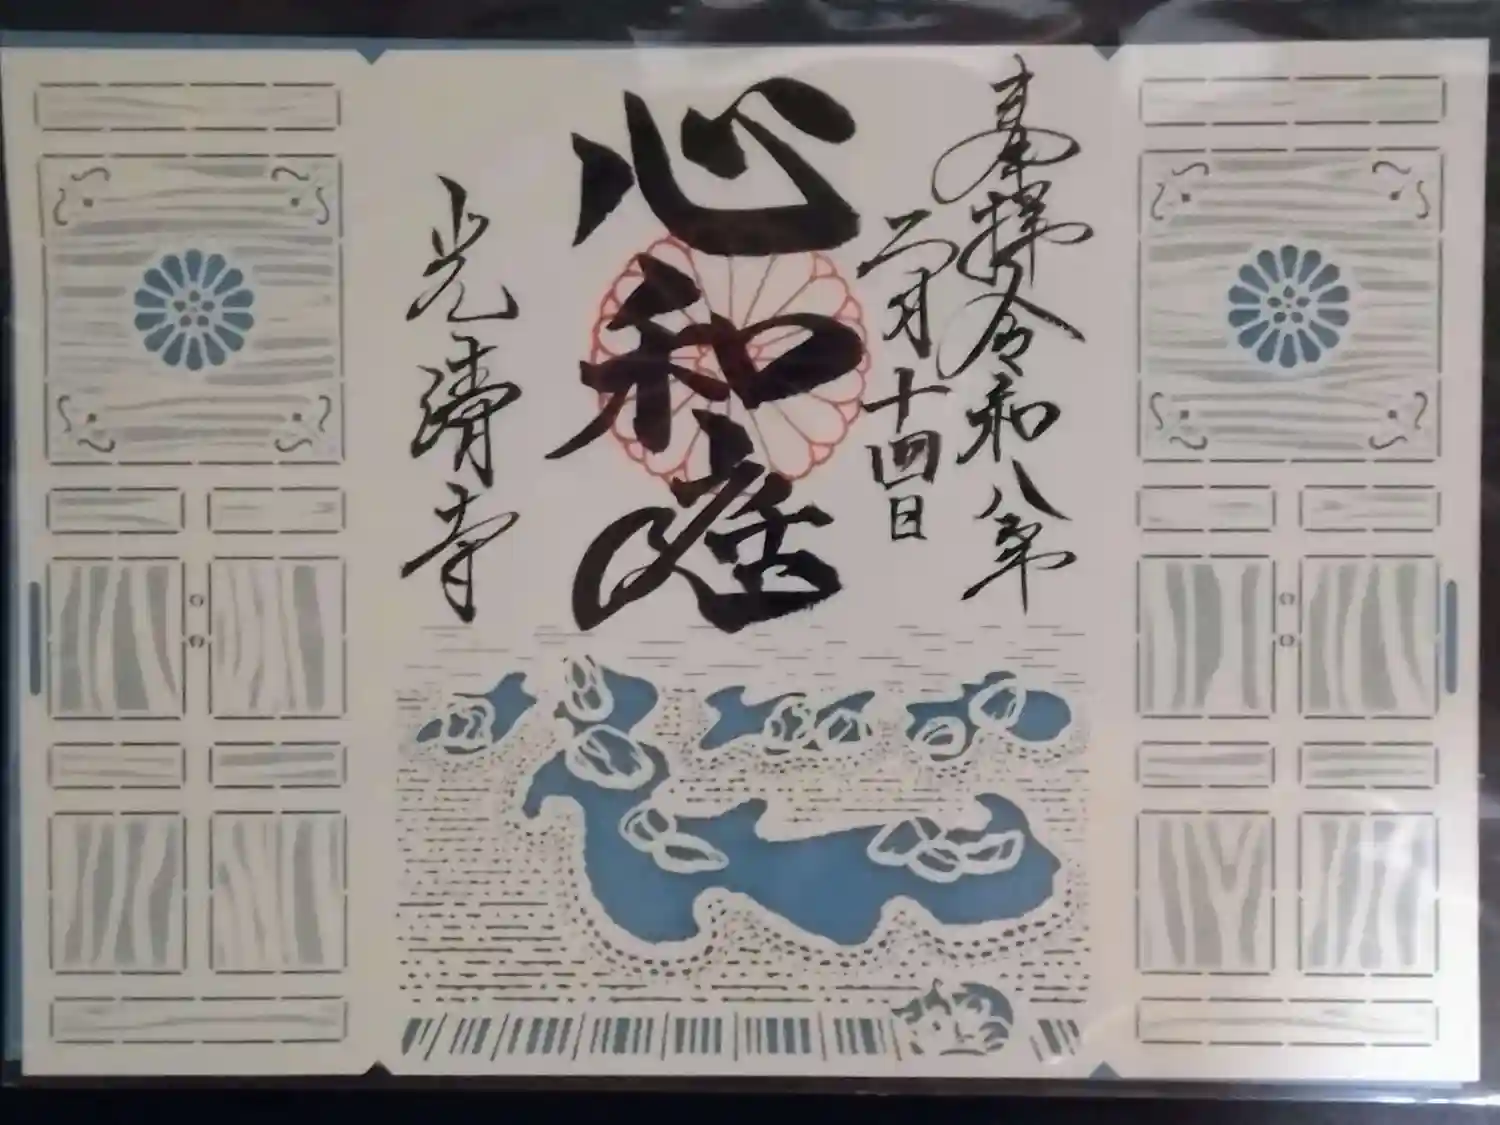 奉拝 令和八年
二月十四日
心和庭
光清寺